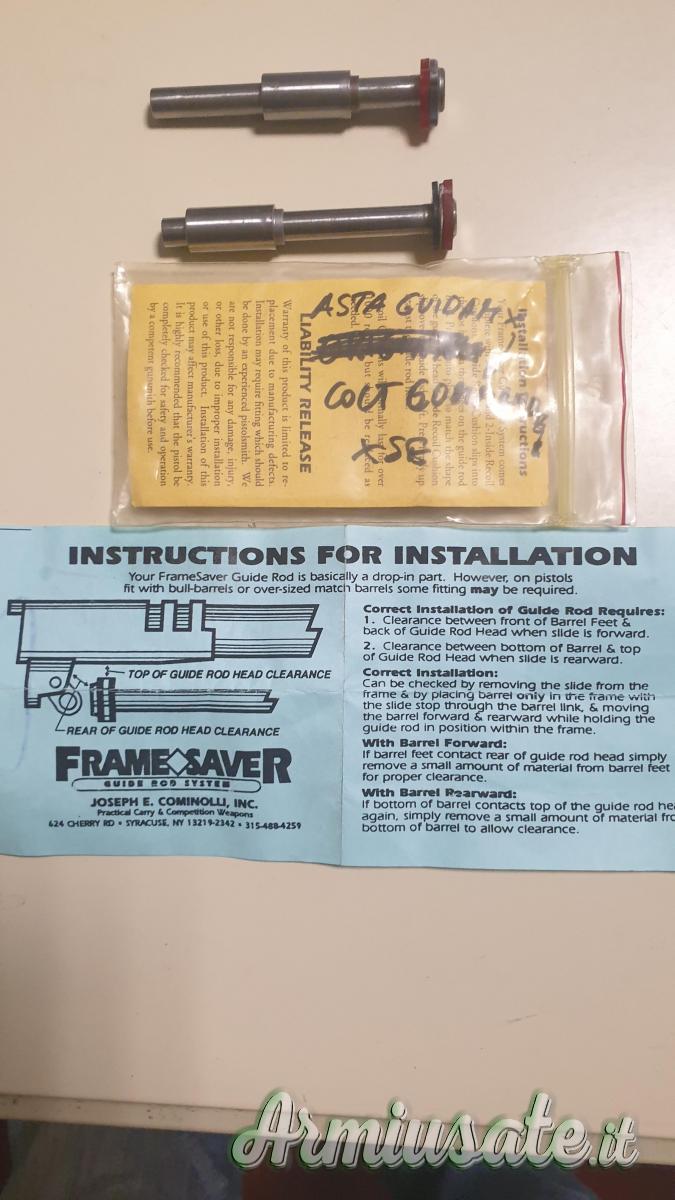 ASTA GUIDAM
COLT
X SCH
Installation Instructions
LIABILITY RELEASE
Warranty of this product is limited to re-
placement due to manufacturing defects.
Installation may require fitting which should
be done by an experienced pistolsmith. We
are not responsible for any damage, injury,
or other loss, due to improper installation
or use of this product. Installation of this
product may affect manufacturer's warranty.
It is highly recommended that the pistol be
completely checked for safety and operation
by a competent gunsmith before use.
INSTRUCTIONS FOR INSTALLATION
Your FrameSaver Guide Rod is basically a drop-in part. However, on pistols
fit with bull-barrels or over-sized match barrels some fitting may be required.
TOP OF GUIDE ROD HEAD CLEARANCE
REAR OF GUIDE ROD HEAD CLEARANCE
FRAME SAVER
GUIDE ROD SYSTEM
JOSEPH E. COMINOLLI, INC.
Practical Carry & Competition Weapons
624 CHERRY RD • SYRACUSE, NY 13219-2342 • 315-488-4259
Correct Installation of Guide Rod Requires:
1. Clearance between front of Barrel Feet &
back of Guide Rod Head when slide is forward.
2. Clearance between bottom of Barrel & top
of Guide Rod Head when slide is rearward.
Correct Installation:
Can be checked by removing the slide from the
frame & by placing barrel only in the frame with
the slide stop through the barrel link, & moving
the barrel forward & rearward while holding the
guide rod in position within the frame.
With Barrel Forward:
If barrel feet contact rear of guide rod head simply
remove a small amount of material from barrel feet
for proper clearance.
With Barrel Rearward:
If bottom of barrel contacts top of the guide rod hea
again, simply remove a small amount of material fro
bottom of barrel to allow clearance.
Armiusate.it